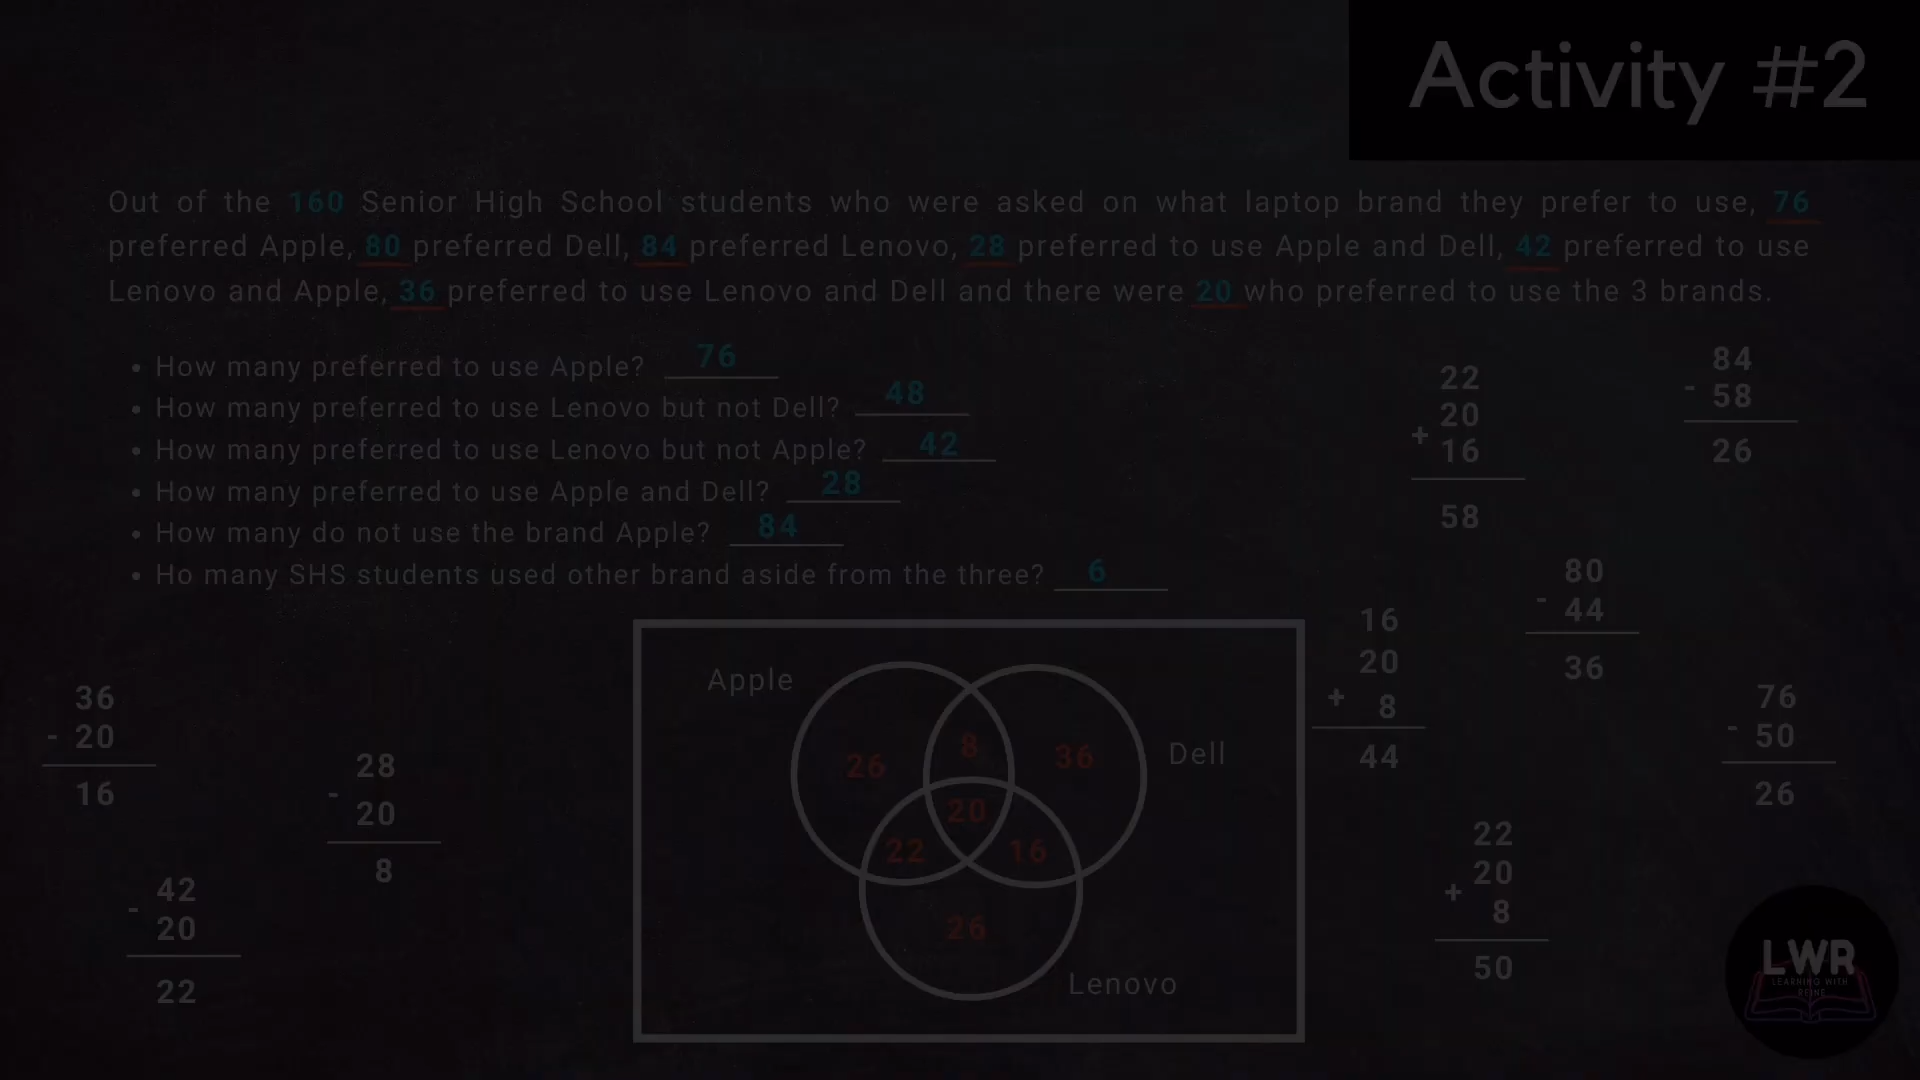 Activity #2
Out of the 160 Senior High School students who were asked on what laptop brand they prefer to use, 76
preferred Apple, 80 preferred Dell, 84 preferred Lenovo, 28 preferred to use Apple and Dell, 42 preferred to use
Lenovo and Apple, 36 preferred to use Lenovo and Dell and there were 20 who preferred to use the 3 brands.
• How many preferred to use Apple? 76
• How many preferred to use Lenovo but not Dell? 48
• How many preferred to use Lenovo but not Apple? 42
• How many preferred to use Apple and Dell? 28
• How many do not use the brand Apple? 84
• Ho many SHS students used other brand aside from the three? 6
22
20
+ 16
58
84
- 58
26
80
- 44
36
16
20
+ 8
44
76
- 50
26
22
20
+ 8
50
36
- 20
16
28
- 20
8
42
- 20
22
Apple
Dell
26
8
36
20
22
16
26
Lenovo
LWR
LEARNING WITH
REINE